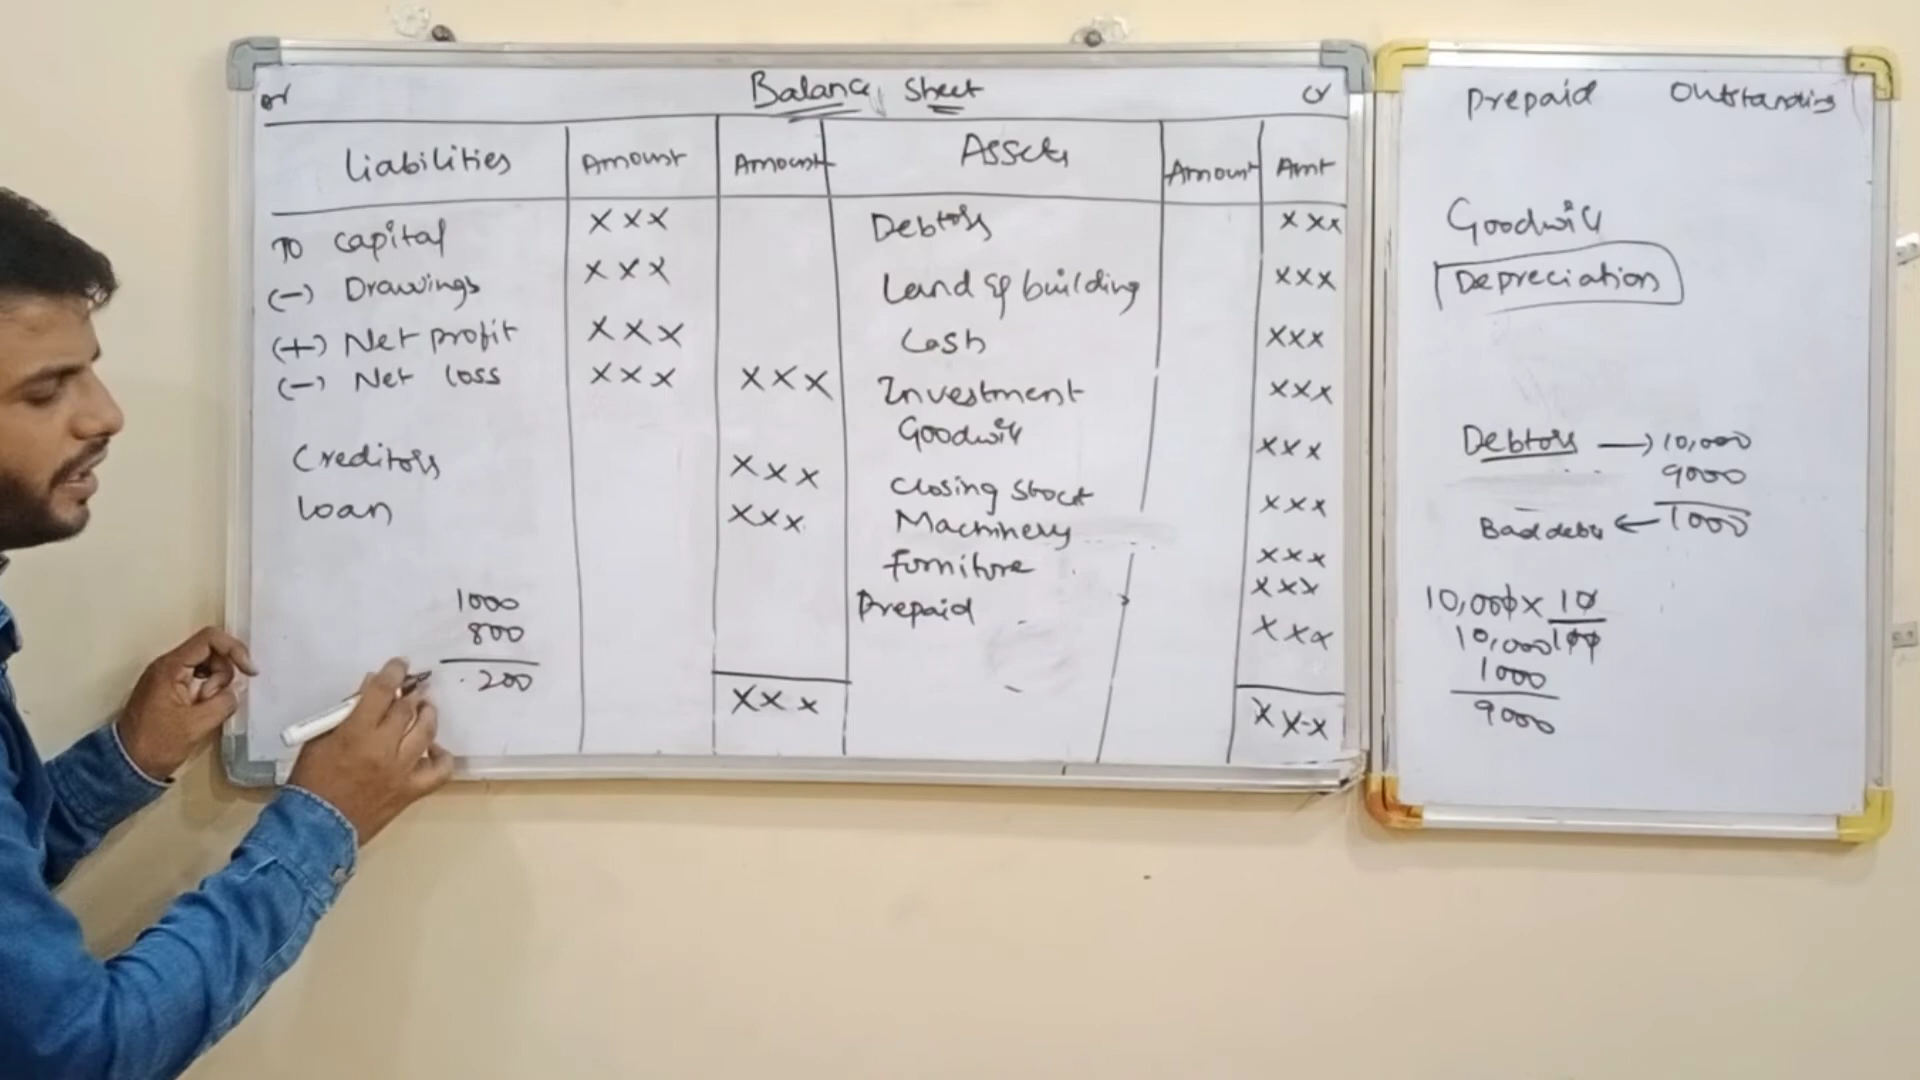 Dr Balance Sheet Cr
Liabilities Amount Amount Assets Amount Amt
To Capital XXX Debtors XXX
(-) Drawings XXX Land & building XXX
(+) Net profit XXX Cash XXX
(-) Net loss XXX XXX Investment XXX
Goodwill XXX
Creditors XXX Closing Stock XXX
Loan XXX Machinery XXX
Furniture XXX
Prepaid XXX
1000
800
200
XXX XXX
Prepaid Outstanding
Goodwill
Depreciation
Debtors → 10,000
9000
Bad debts ← 1000
10,000 x 10
10,000 100
1000
9000